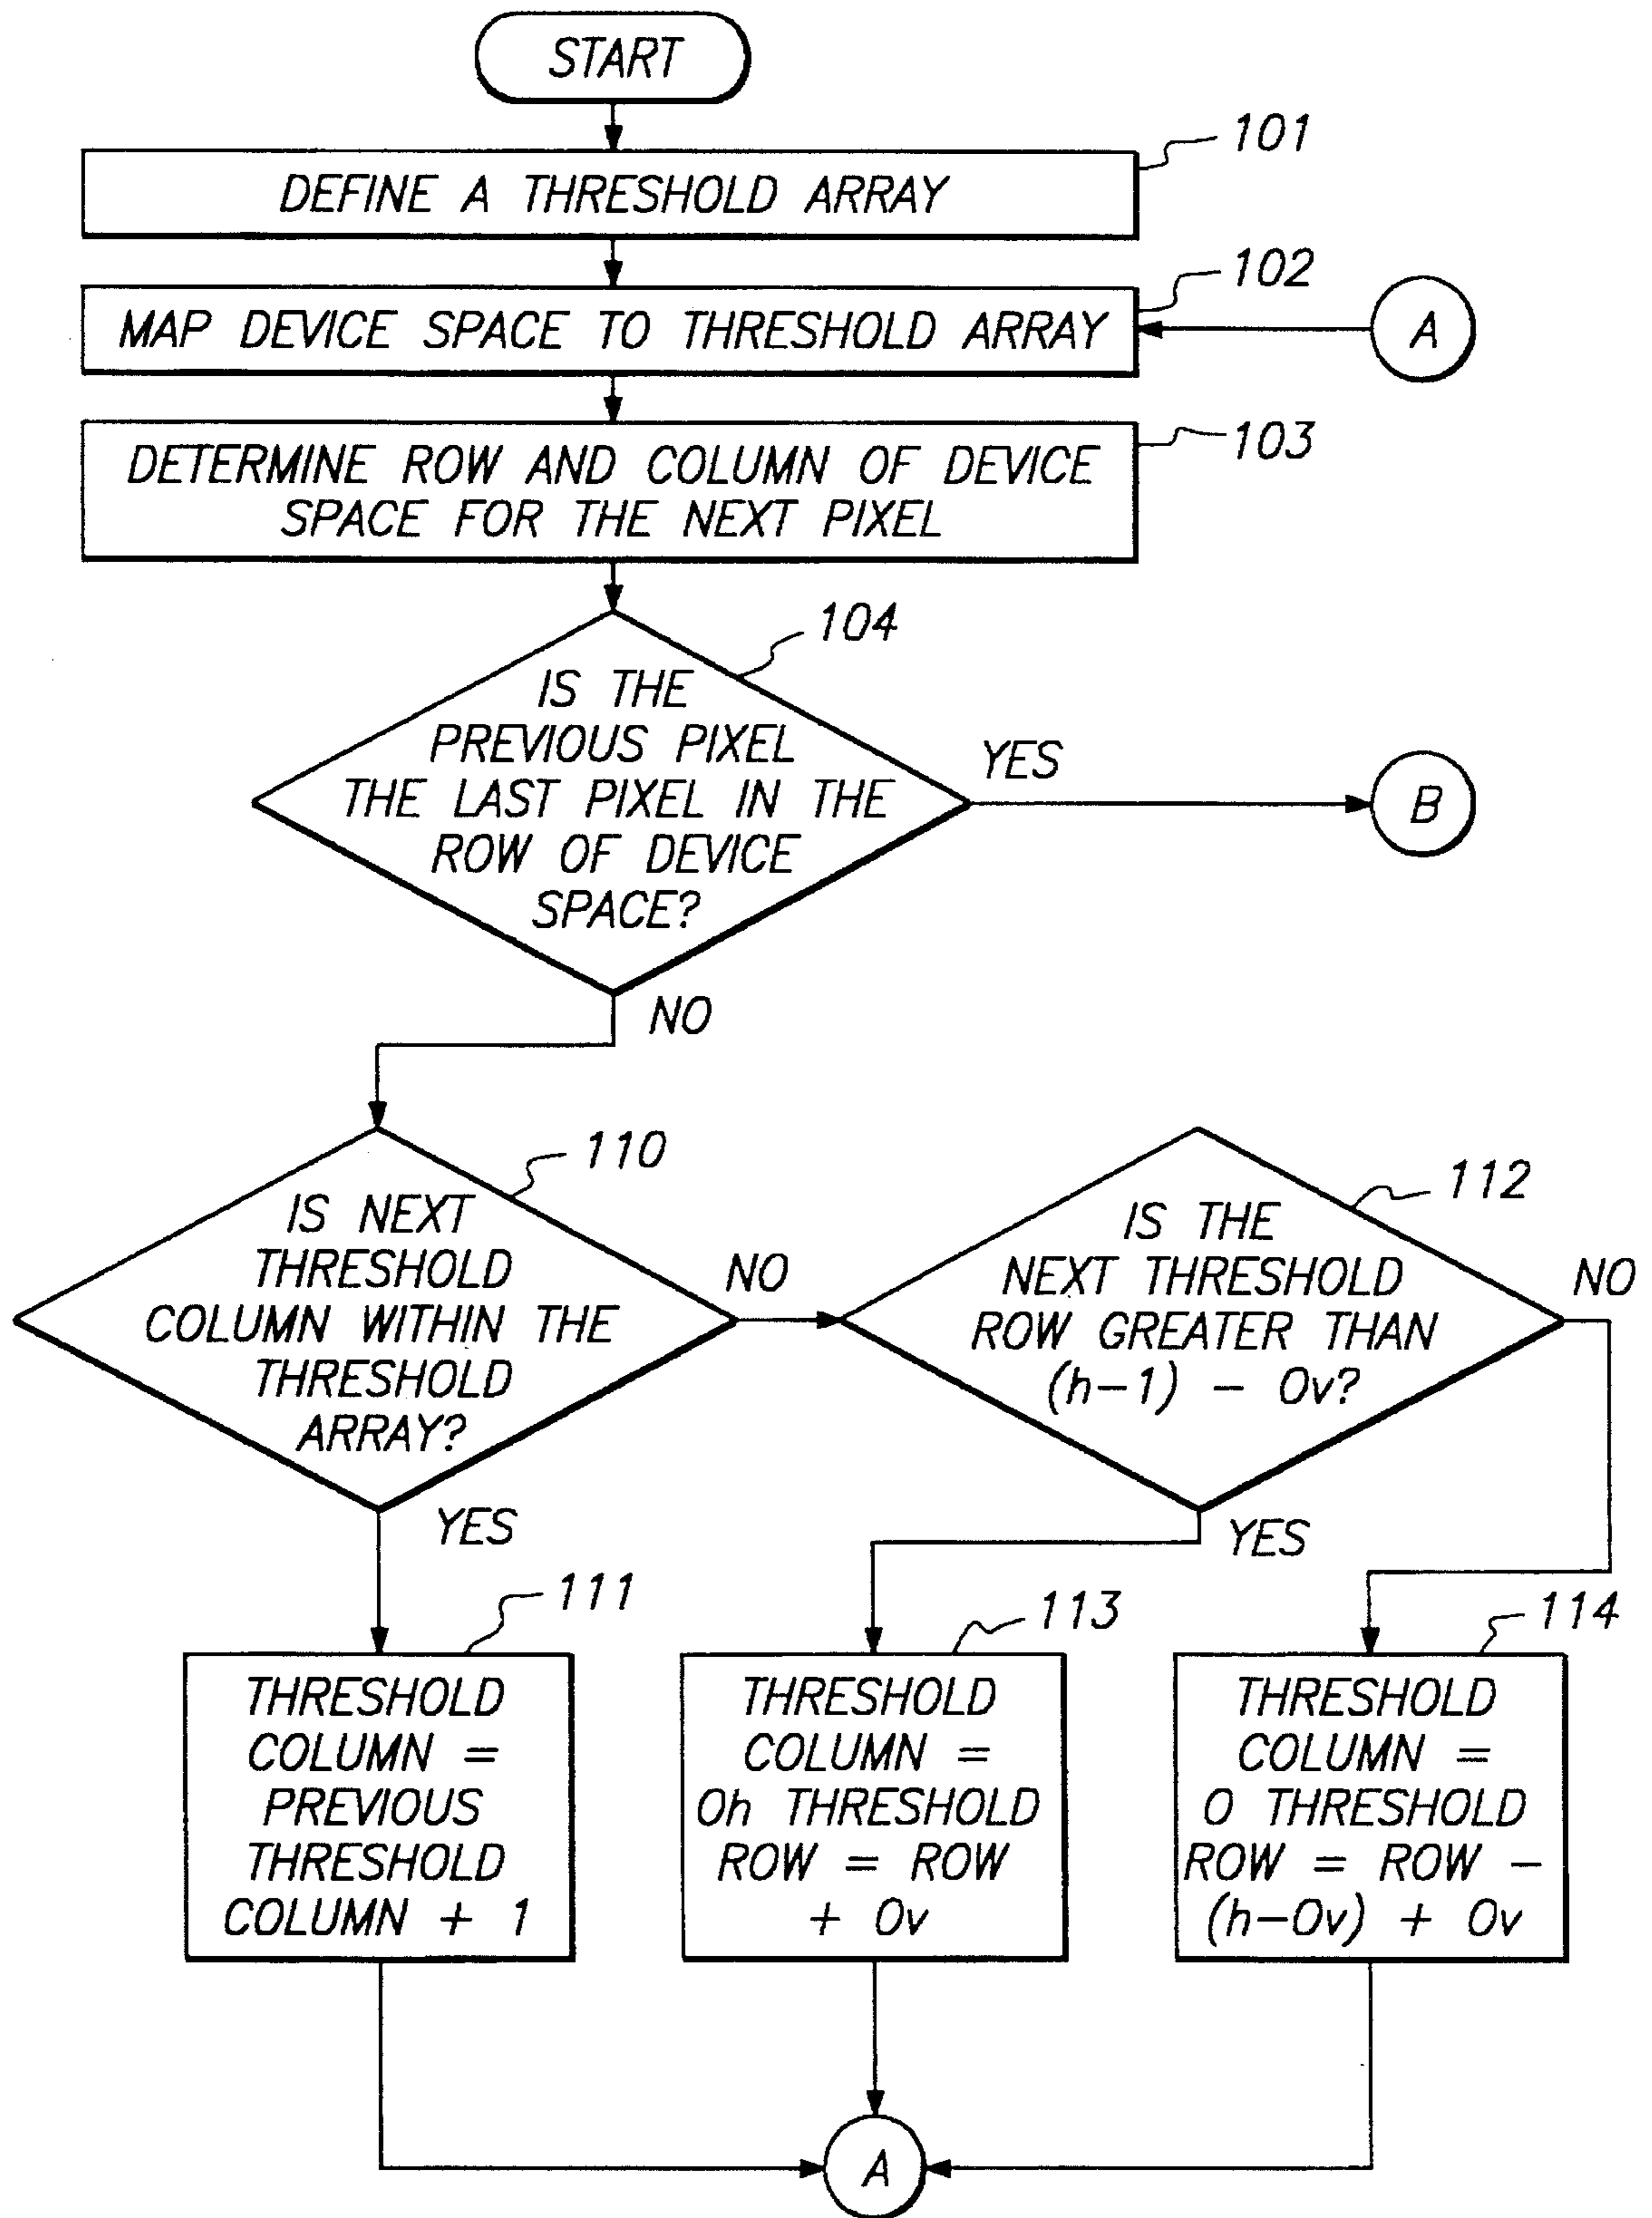 START
101
DEFINE A THRESHOLD ARRAY
102
MAP DEVICE SPACE TO THRESHOLD ARRAY
A
103
DETERMINE ROW AND COLUMN OF DEVICE
SPACE FOR THE NEXT PIXEL
104
IS THE
PREVIOUS PIXEL
THE LAST PIXEL IN THE
ROW OF DEVICE
SPACE?
YES
B
NO
110
IS NEXT
THRESHOLD
COLUMN WITHIN THE
THRESHOLD
ARRAY?
NO
YES
112
IS THE
NEXT THRESHOLD
ROW GREATER THAN
(h-1) - Ov?
NO
YES
111
THRESHOLD
COLUMN =
PREVIOUS
THRESHOLD
COLUMN + 1
113
THRESHOLD
COLUMN =
Oh THRESHOLD
ROW = ROW
+ Ov
114
THRESHOLD
COLUMN =
O THRESHOLD
ROW = ROW -
(h-Ov) + Ov
A